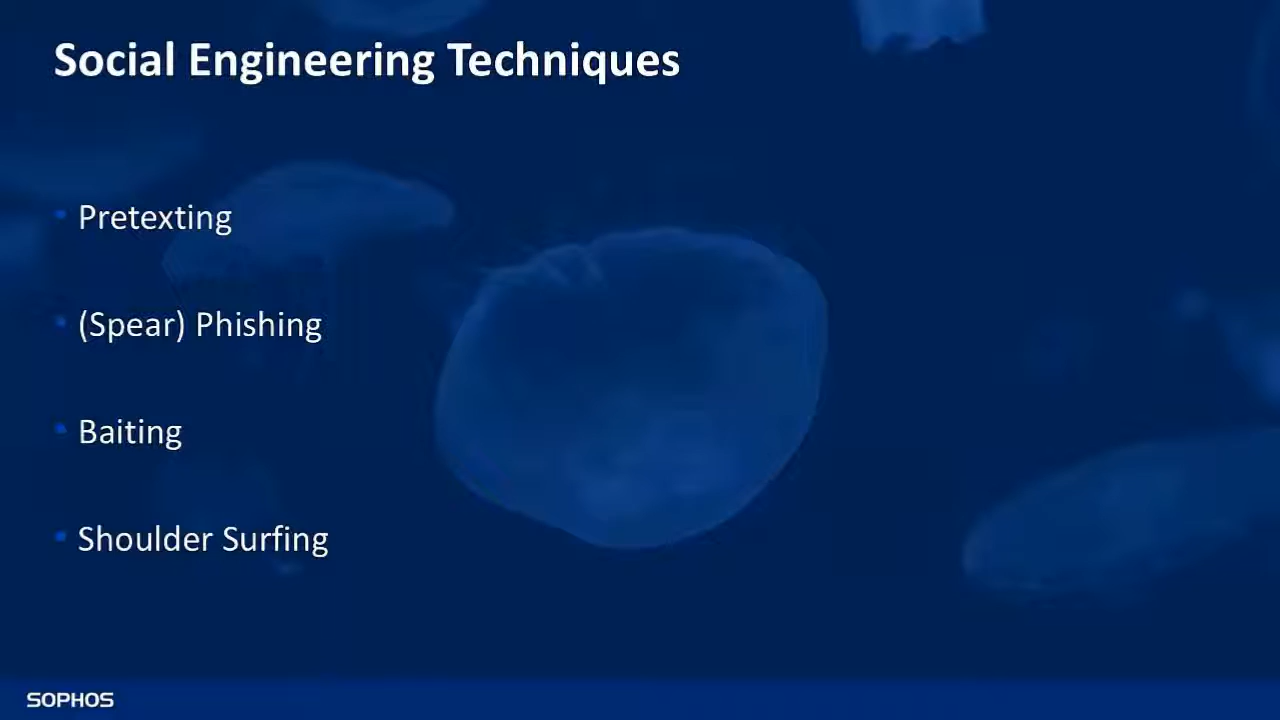 Social Engineering Techniques
Pretexting
(Spear) Phishing
Baiting
Shoulder Surfing
SOPHOS